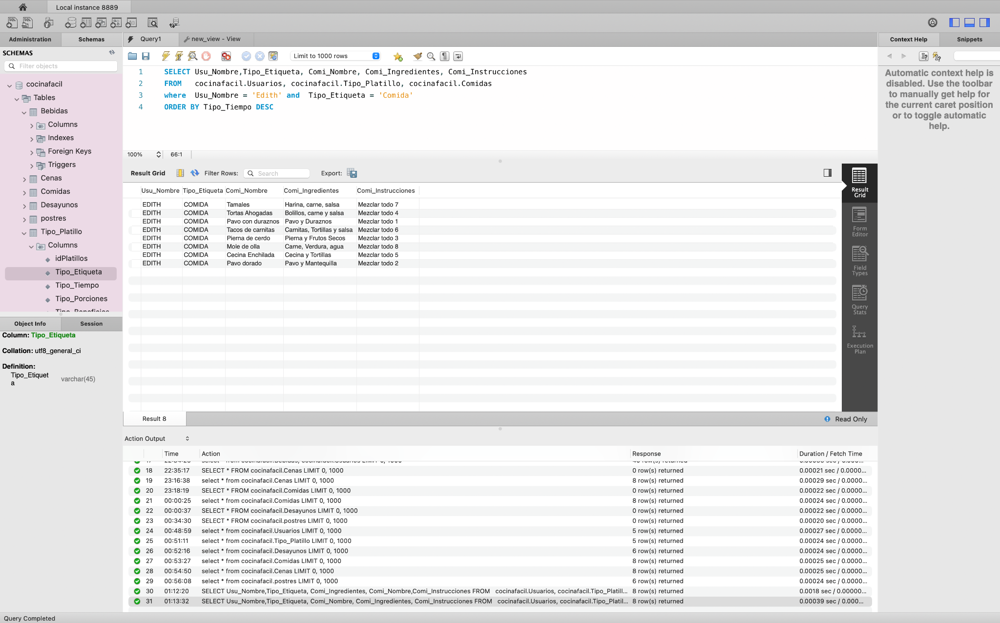 Local instance 8889
Administration
Schemas
Query1
new_view - View
Context Help
Snippets
SCHEMAS
Filter objects
Limit to 1000 rows
cocinafacil
Tables
Bebidas
Columns
Indexes
Foreign Keys
Triggers
Cenas
Comidas
Desayunos
postres
Tipo_Platillo
Columns
idPlatillos
Tipo_Etiqueta
Tipo_Tiempo
Tipo_Porciones
Tipo_Beneficios
Object Info
Session
Column: Tipo_Etiqueta
Collation: utf8_general_ci
Definition:
Tipo_Etiquet
a
varchar(45)
1 SELECT Usu_Nombre,Tipo_Etiqueta, Comi_Nombre, Comi_Ingredientes, Comi_Instrucciones
2 FROM cocinafacil.Usuarios, cocinafacil.Tipo_Platillo, cocinafacil.Comidas
3 where Usu_Nombre = 'Edith' and Tipo_Etiqueta = 'Comida'
4 ORDER BY Tipo_Tiempo DESC
100% 66:1
Result Grid Filter Rows: Search Export:
Usu_Nombre Tipo_Etiqueta Comi_Nombre Comi_Ingredientes Comi_Instrucciones
EDITH COMIDA Tamales Harina, carne, salsa Mezclar todo 7
EDITH COMIDA Tortas Ahogadas Bolillos, carne y salsa Mezclar todo 4
EDITH COMIDA Pavo con duraznos Pavo y Duraznos Mezclar todo 1
EDITH COMIDA Tacos de carnitas Carnitas, Tortillas y salsa Mezclar todo 6
EDITH COMIDA Pierna de cerdo Pierna y Frutos Secos Mezclar todo 3
EDITH COMIDA Mole de olla Carne, Verdura, agua Mezclar todo 8
EDITH COMIDA Cecina Enchilada Cecina y Tortillas Mezclar todo 5
EDITH COMIDA Pavo dorado Pavo y Mantequilla Mezclar todo 2
Result
Grid
Form
Editor
Field
Types
Query
Stats
Execution
Plan
Automatic context help is
disabled. Use the toolbar
to manually get help for
the current caret position
or to toggle automatic
help.
Result 8
Read Only
Action Output
Time Action Response Duration / Fetch Time
18 22:35:17 SELECT * FROM cocinafacil.Cenas LIMIT 0, 1000 0 row(s) returned 0.00021 sec / 0.0000...
19 23:16:38 select * from cocinafacil.Cenas LIMIT 0, 1000 8 row(s) returned 0.00029 sec / 0.0000...
20 23:18:19 SELECT * FROM cocinafacil.Comidas LIMIT 0, 1000 0 row(s) returned 0.00022 sec / 0.0000...
21 00:00:25 select * from cocinafacil.Comidas LIMIT 0, 1000 8 row(s) returned 0.00024 sec / 0.0000...
22 00:00:37 SELECT * FROM cocinafacil.Desayunos LIMIT 0, 1000 0 row(s) returned 0.00022 sec / 0.0000...
23 00:34:30 SELECT * FROM cocinafacil.postres LIMIT 0, 1000 0 row(s) returned 0.00020 sec / 0.0000...
24 00:48:59 select * from cocinafacil.Usuarios LIMIT 0, 1000 5 row(s) returned 0.00027 sec / 0.0000...
25 00:51:11 select * from cocinafacil.Tipo_Platillo LIMIT 0, 1000 5 row(s) returned 0.00024 sec / 0.0000...
26 00:52:16 select * from cocinafacil.Desayunos LIMIT 0, 1000 6 row(s) returned 0.00024 sec / 0.0000...
27 00:53:27 select * from cocinafacil.Comidas LIMIT 0, 1000 8 row(s) returned 0.00025 sec / 0.0000...
28 00:54:50 select * from cocinafacil.Cenas LIMIT 0, 1000 8 row(s) returned 0.00025 sec / 0.0000...
29 00:56:08 select * from cocinafacil.postres LIMIT 0, 1000 6 row(s) returned 0.00024 sec / 0.0000...
30 01:12:20 SELECT Usu_Nombre,Tipo_Etiqueta, Comi_Ingredientes, Comi_Nombre,Comi_Instrucciones FROM cocinafacil.Usuarios, cocinafacil.Tipo_Platill... 8 row(s) returned 0.0018 sec / 0.00000...
31 01:13:32 SELECT Usu_Nombre,Tipo_Etiqueta, Comi_Nombre, Comi_Ingredientes, Comi_Instrucciones FROM cocinafacil.Usuarios, cocinafacil.Tipo_Platil... 8 row(s) returned 0.00039 sec / 0.000...
Query Completed